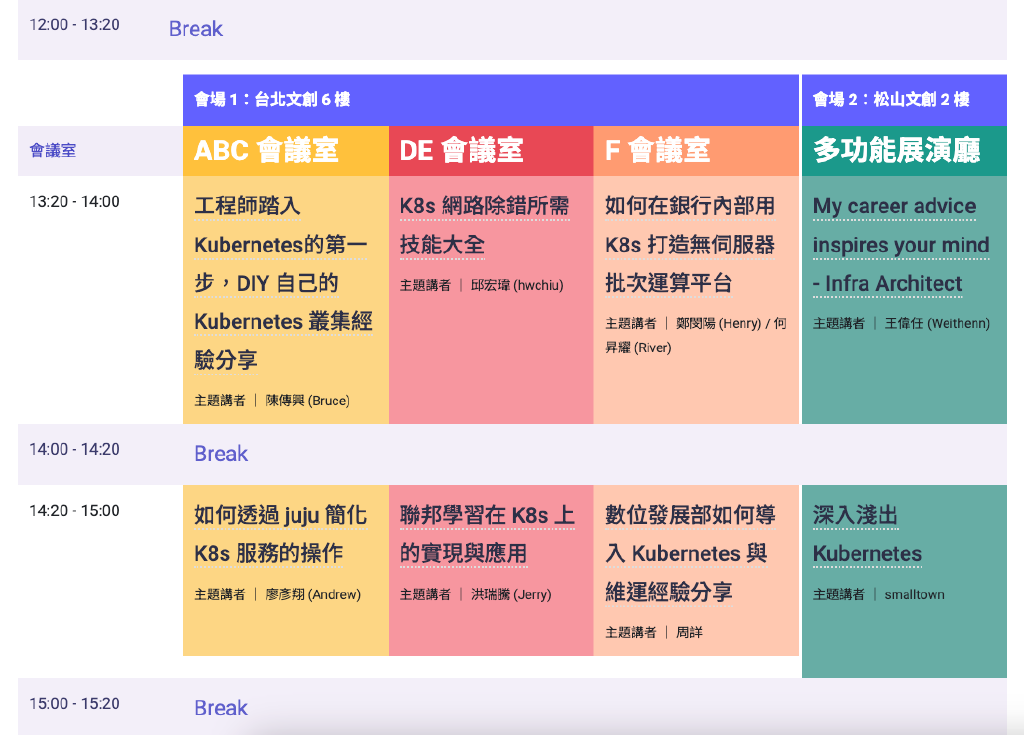 12:00 - 13:20
Break
會場 1：台北文創 6 樓
會場 2：松山文創 2 樓
會議室
ABC 會議室
DE 會議室
F 會議室
多功能展演廳
13:20 - 14:00
工程師踏入
Kubernetes的第一
步，DIY 自己的
Kubernetes 叢集經
驗分享
主題講者 ｜ 陳傳興 (Bruce)
K8s 網路除錯所需
技能大全
主題講者 ｜ 邱宏瑋 (hwchiu)
如何在銀行內部用
K8s 打造無伺服器
批次運算平台
主題講者 ｜ 鄭閔陽 (Henry) / 何
昇耀 (River)
My career advice
inspires your mind
- Infra Architect
主題講者 ｜ 王偉任 (Weithenn)
14:00 - 14:20
Break
14:20 - 15:00
如何透過 juju 簡化
K8s 服務的操作
主題講者 ｜ 廖彥翔 (Andrew)
聯邦學習在 K8s 上
的實現與應用
主題講者 ｜ 洪瑞騰 (Jerry)
數位發展部如何導
入 Kubernetes 與
維運經驗分享
主題講者 ｜ 周詳
深入淺出
Kubernetes
主題講者 ｜ smalltown
15:00 - 15:20
Break